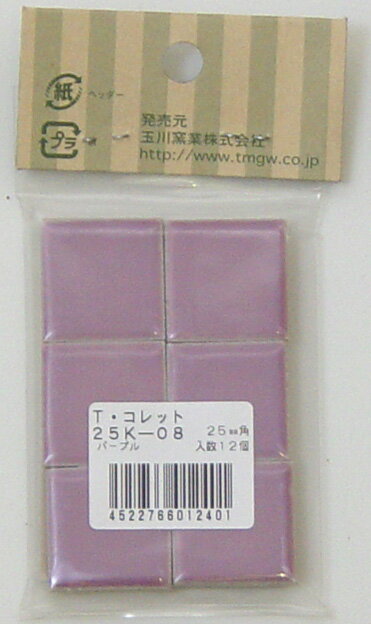 紙 ヘッダー
プラ
発売元
玉川窯業株式会社
http://www.tmgw.co.jp
T・コレット
25K-08 25mm角
パープル 入数12個
4522766012401